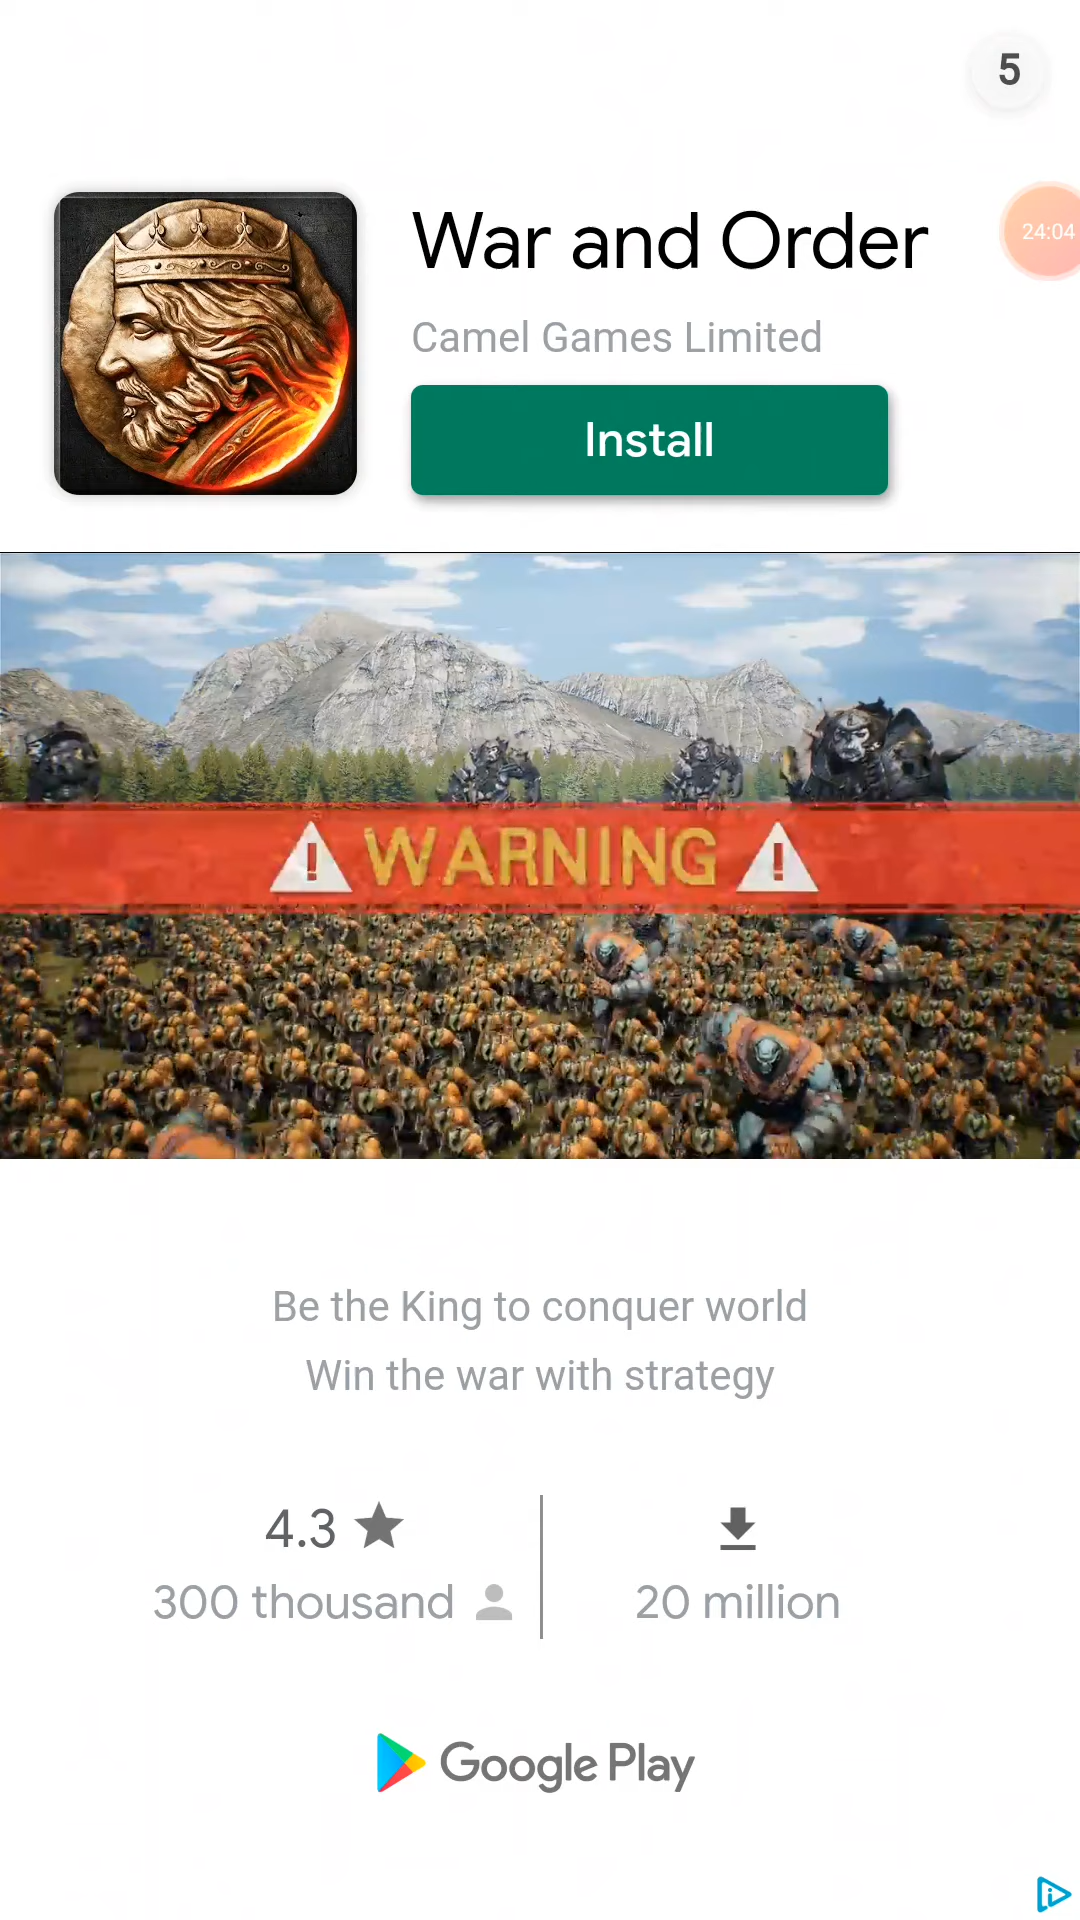 5
War and Order
24:04
Camel Games Limited
Install
! WARNING !
Be the King to conquer world
Win the war with strategy
4.3
300 thousand
20 million
Google Play